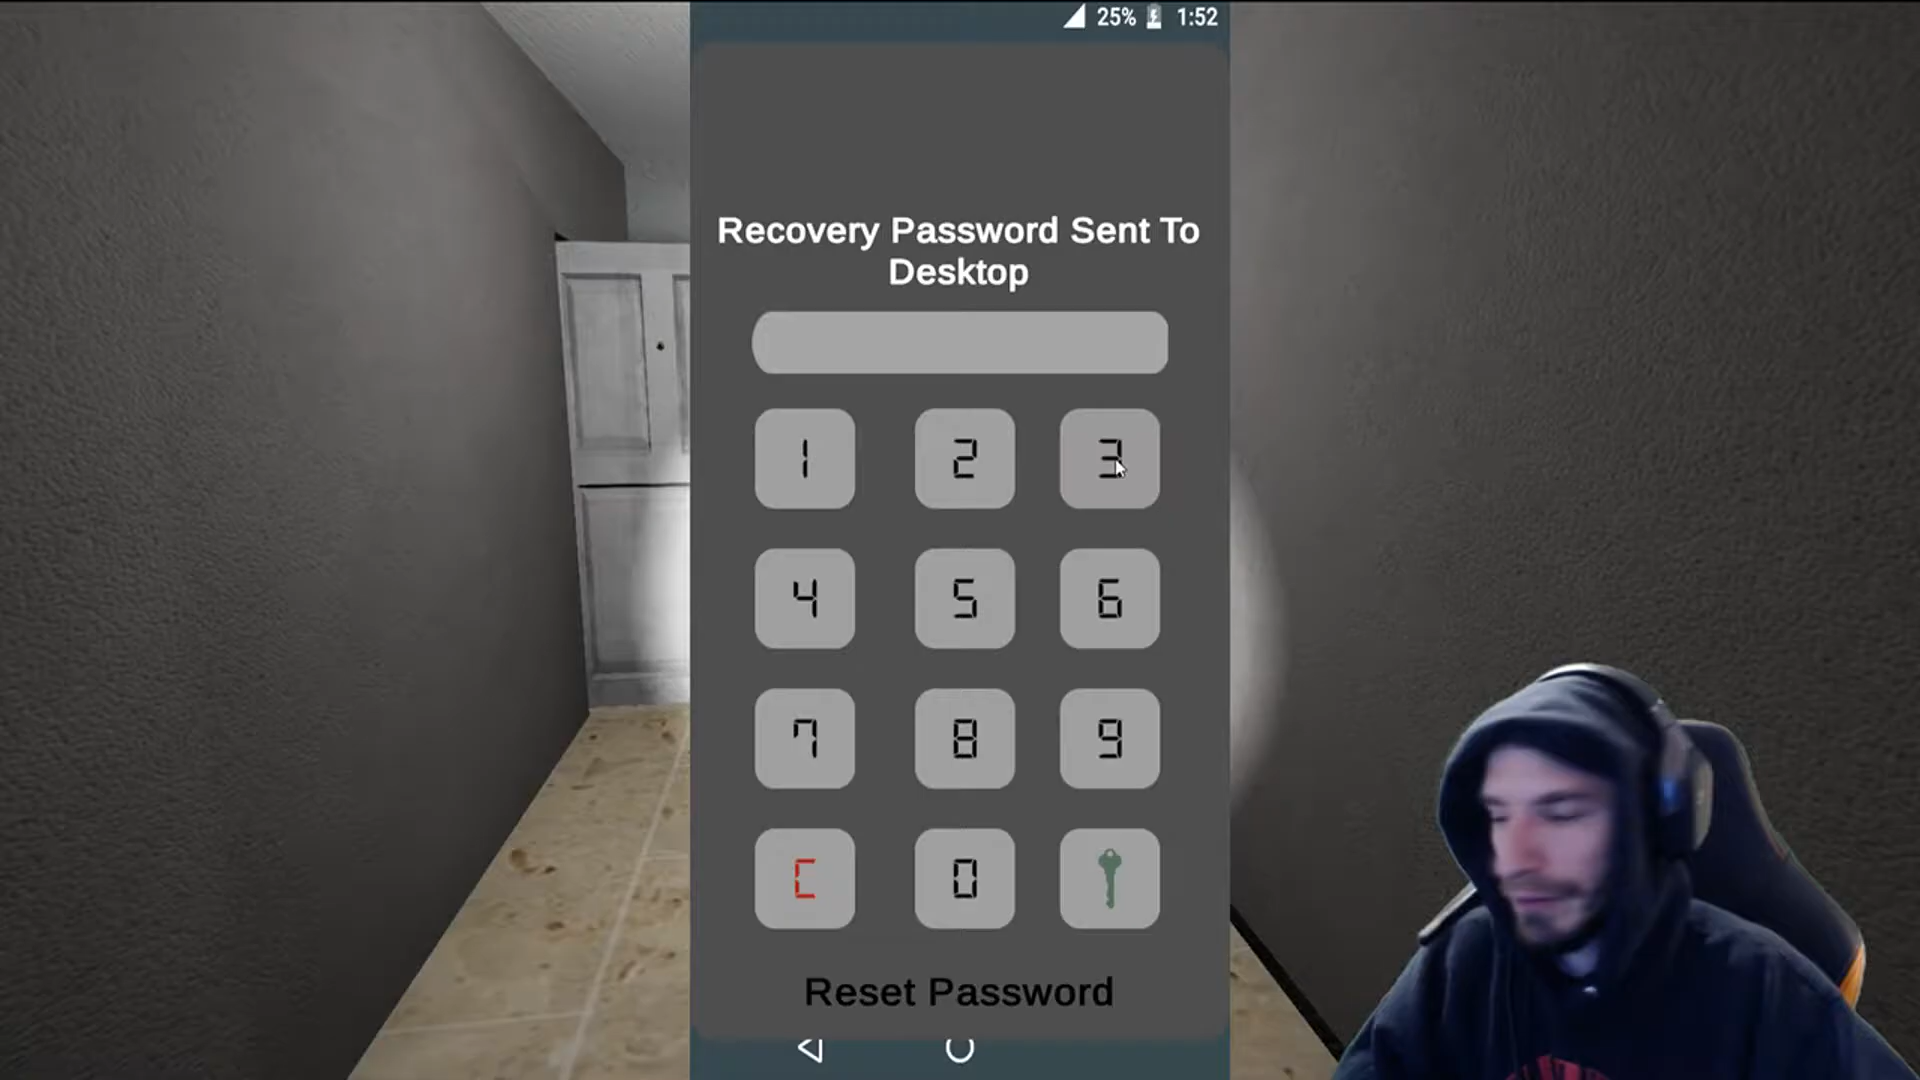 25% 1:52
Recovery Password Sent To
Desktop
1 2 3
4 5 6
7 8 9
C 0
Reset Password